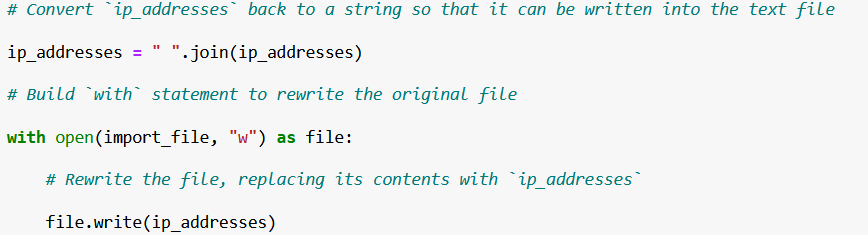 # Convert `ip_addresses` back to a string so that it can be written into the text file
ip_addresses = " ".join(ip_addresses)
# Build `with` statement to rewrite the original file
with open(import_file, "w") as file:
    # Rewrite the file, replacing its contents with `ip_addresses`
    file.write(ip_addresses)